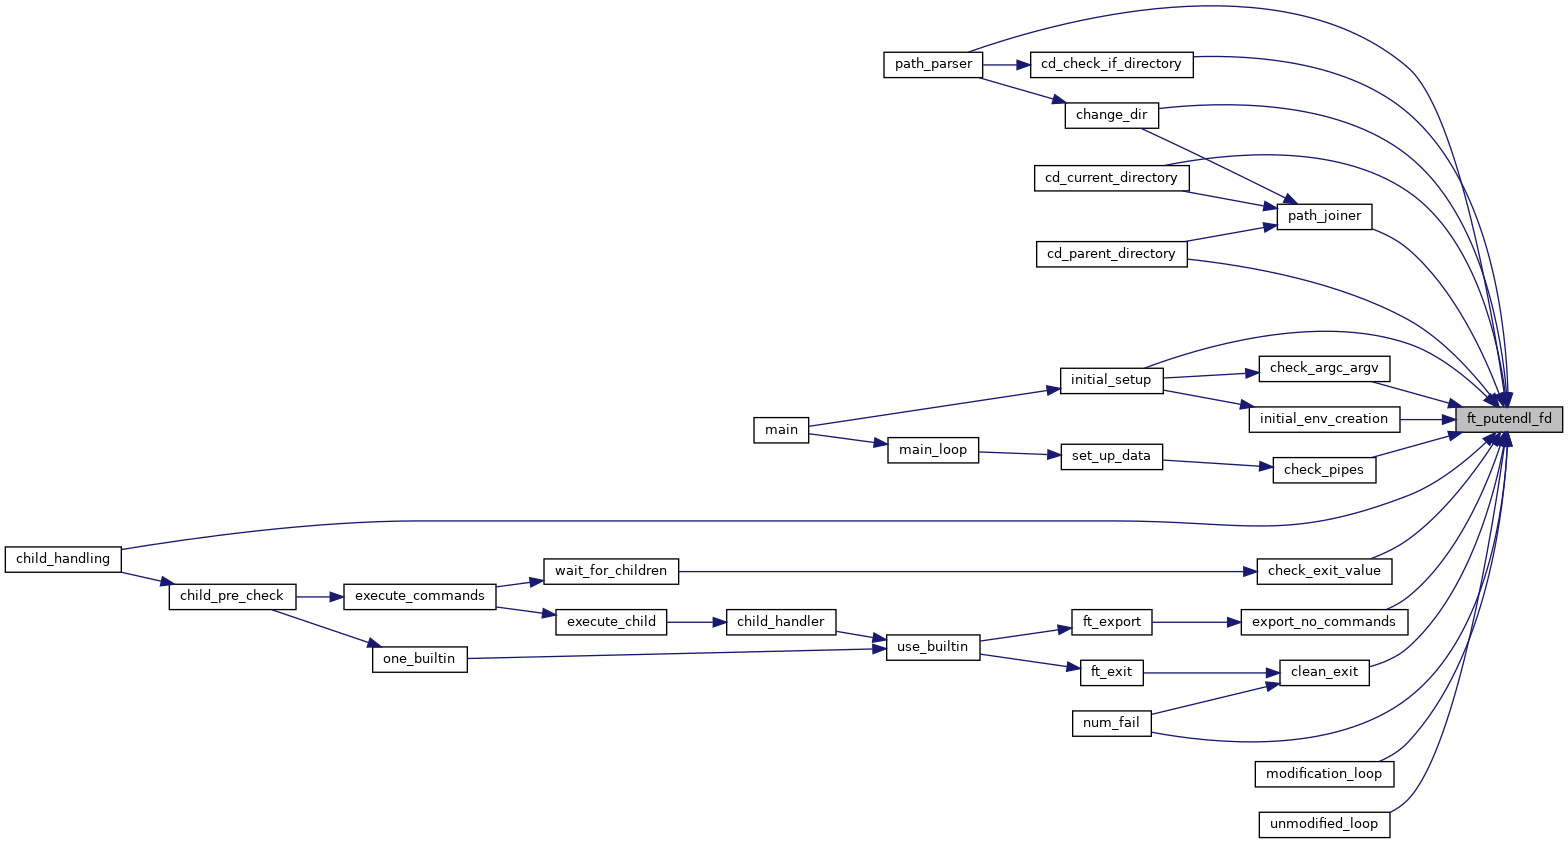 path_parser
cd_check_if_directory
change_dir
cd_current_directory
path_joiner
cd_parent_directory
check_argc_argv
initial_setup
initial_env_creation
ft_putendl_fd
main
main_loop
set_up_data
check_pipes
child_handling
wait_for_children
check_exit_value
child_pre_check
execute_commands
execute_child
child_handler
ft_export
export_no_commands
one_builtin
use_builtin
ft_exit
clean_exit
num_fail
modification_loop
unmodified_loop